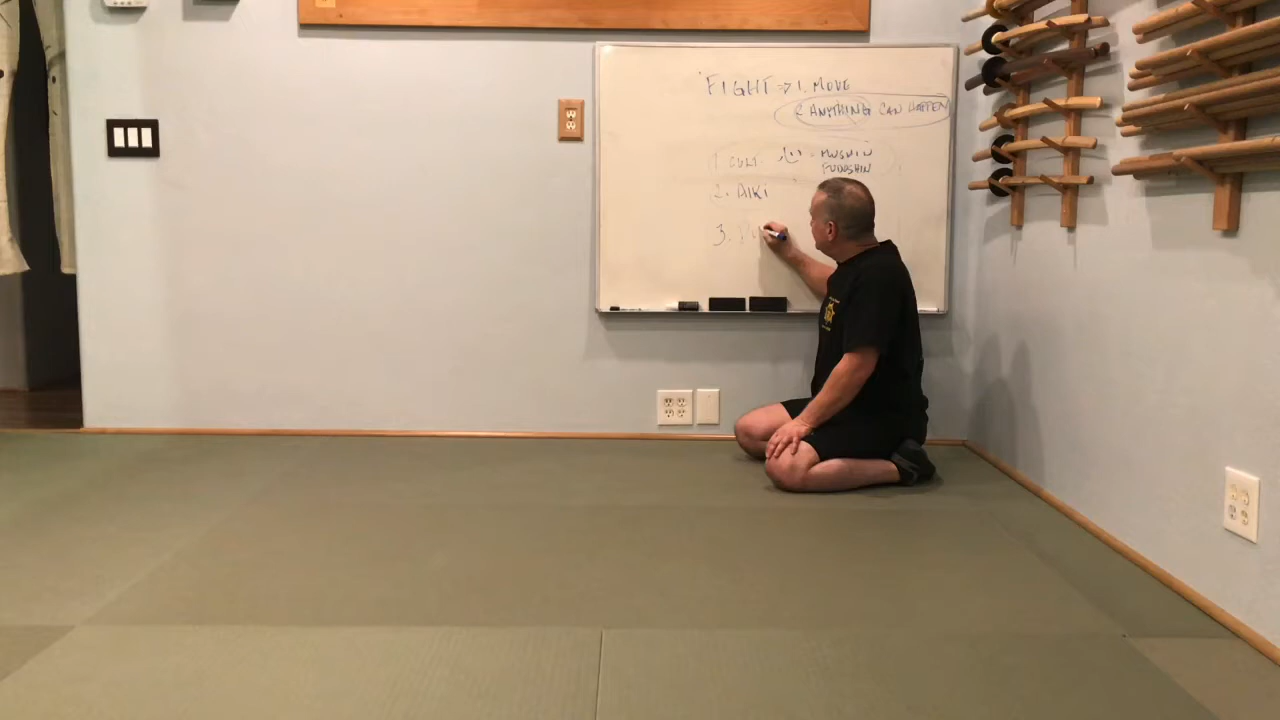 "FIGHT → 1. MOVE
2 ANYTHING CAN HAPPEN
1 CULT. - MUSHIN
FUDOSHIN
2. AIKI
3.